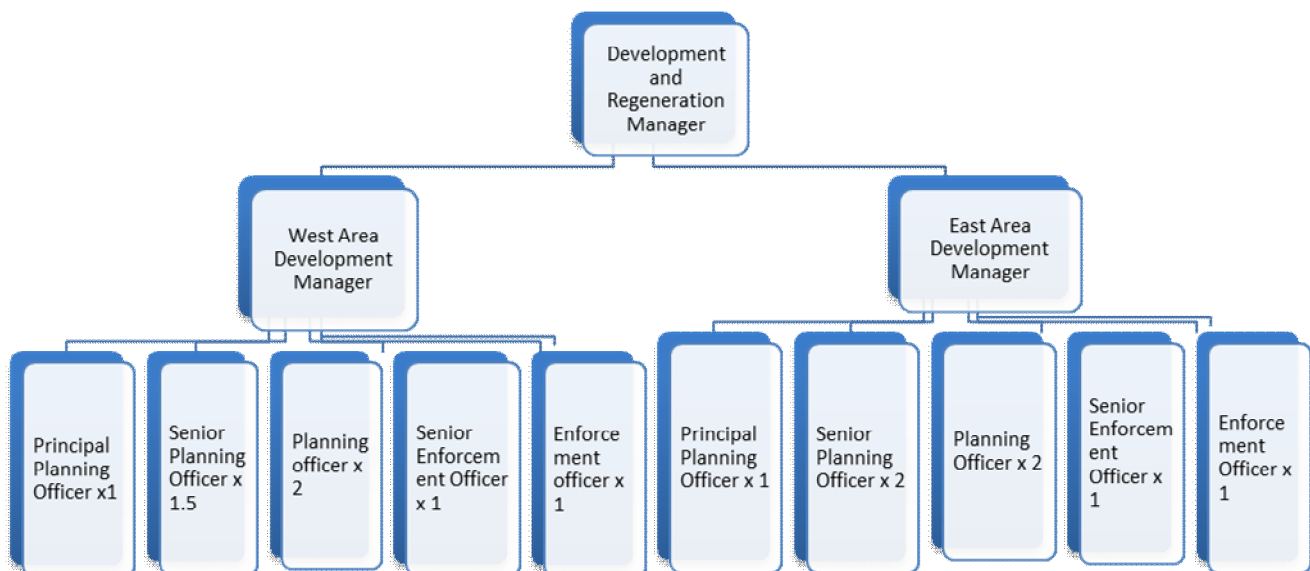 Development
and
Regeneration
Manager
West Area
Development
Manager
East Area
Development
Manager
Principal
Planning
Officer x1
Senior
Planning
Officer x
1.5
Planning
officer x
2
Senior
Enforcem
ent Officer
x 1
Enforce
ment
officer x
1
Principal
Planning
Officer x 1
Senior
Planning
Officer x 2
Planning
Officer x 2
Senior
Enforcem
ent
Officer x
1
Enforce
ment
Officer x
1